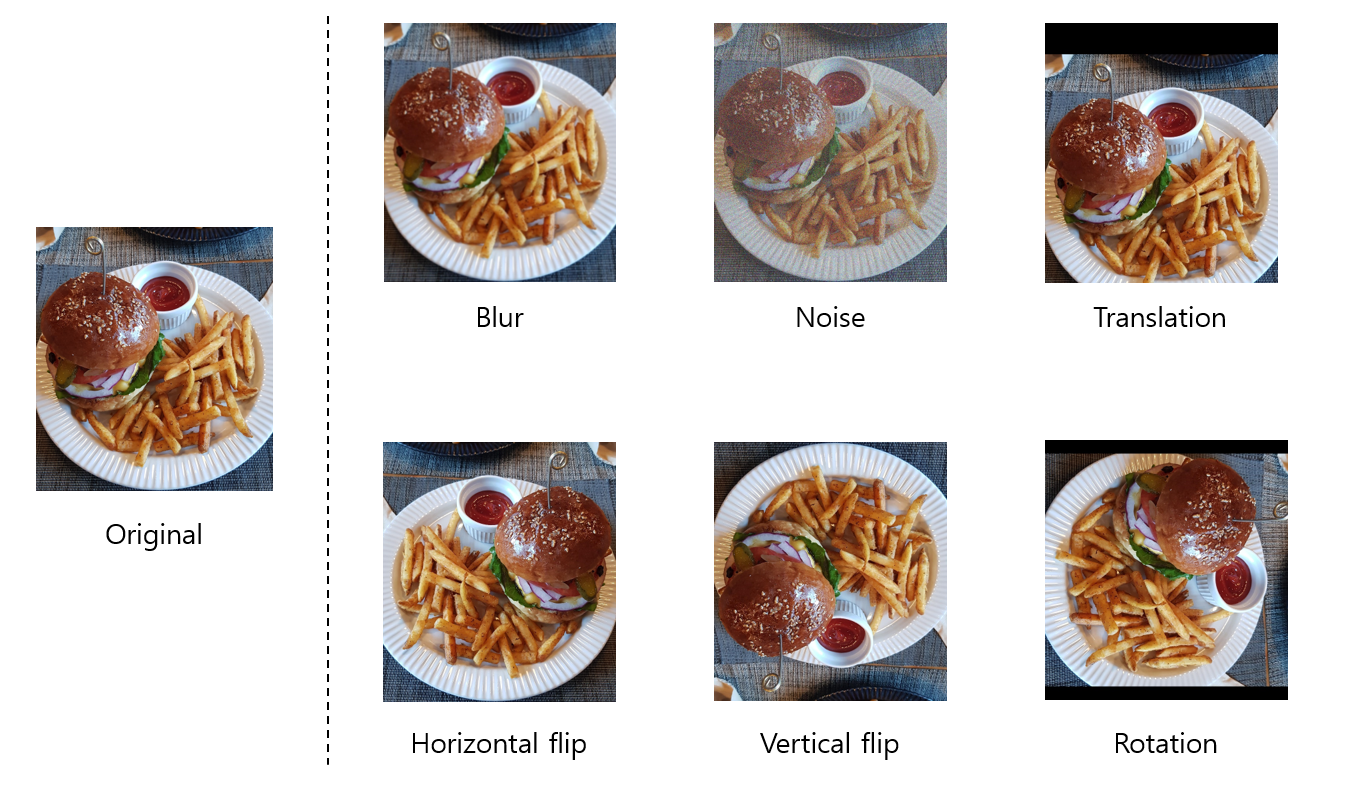 Original
Blur
Noise
Translation
Horizontal flip
Vertical flip
Rotation